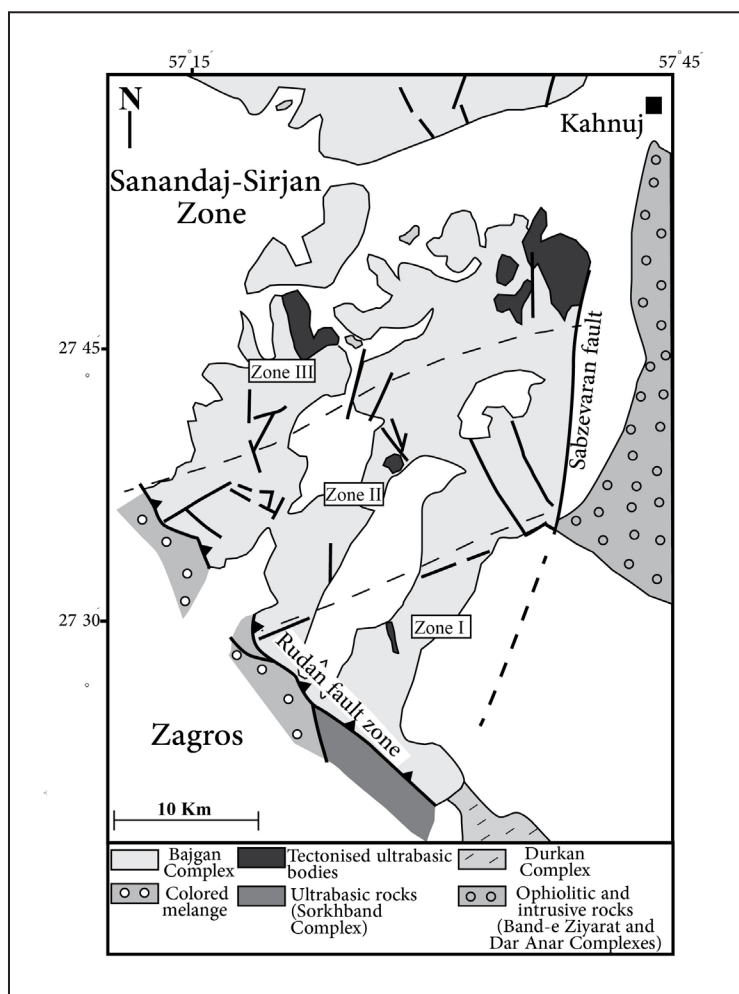 57°15´
57°45´
N
Kahnuj
Sanandaj-Sirjan
Zone
27 45´
°
Zone III
Sabzevaran fault
Zone II
27 30´
°
Zone I
Rudan fault zone
Zagros
10 Km
Bajgan
Complex
Tectonised ultrabasic
bodies
Durkan
Complex
Colored
melange
Ultrabasic rocks
(Sorkhband
Complex)
Ophiolitic and
intrusive rocks
(Band-e Ziyarat and
Dar Anar Complexes)